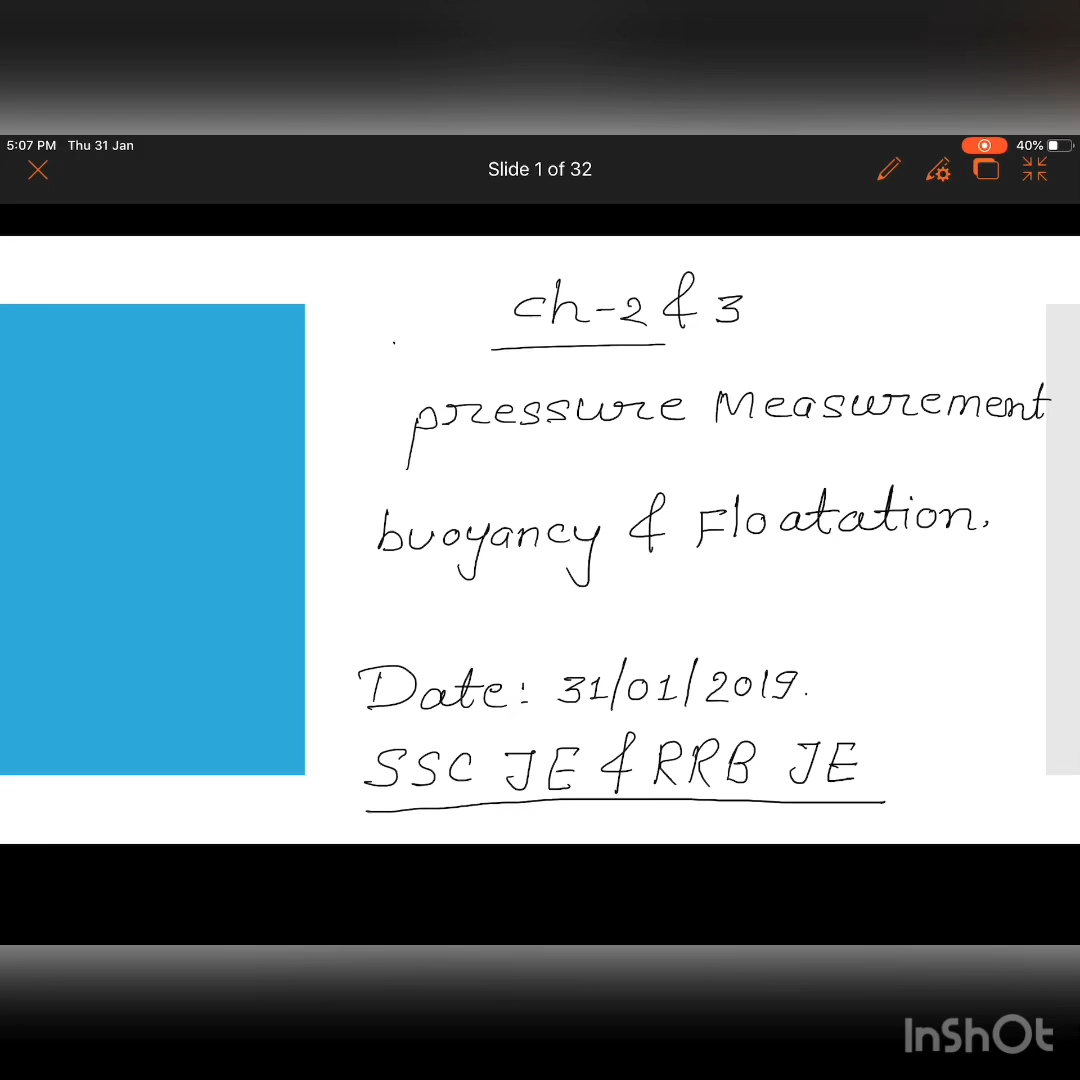 5:07 PM Thu 31 Jan
40%
Slide 1 of 32
Ch-2 & 3
pressure Measurement
buoyancy & Floatation.
Date: 31/01/2019.
SSC JE & RRB JE
InShOt